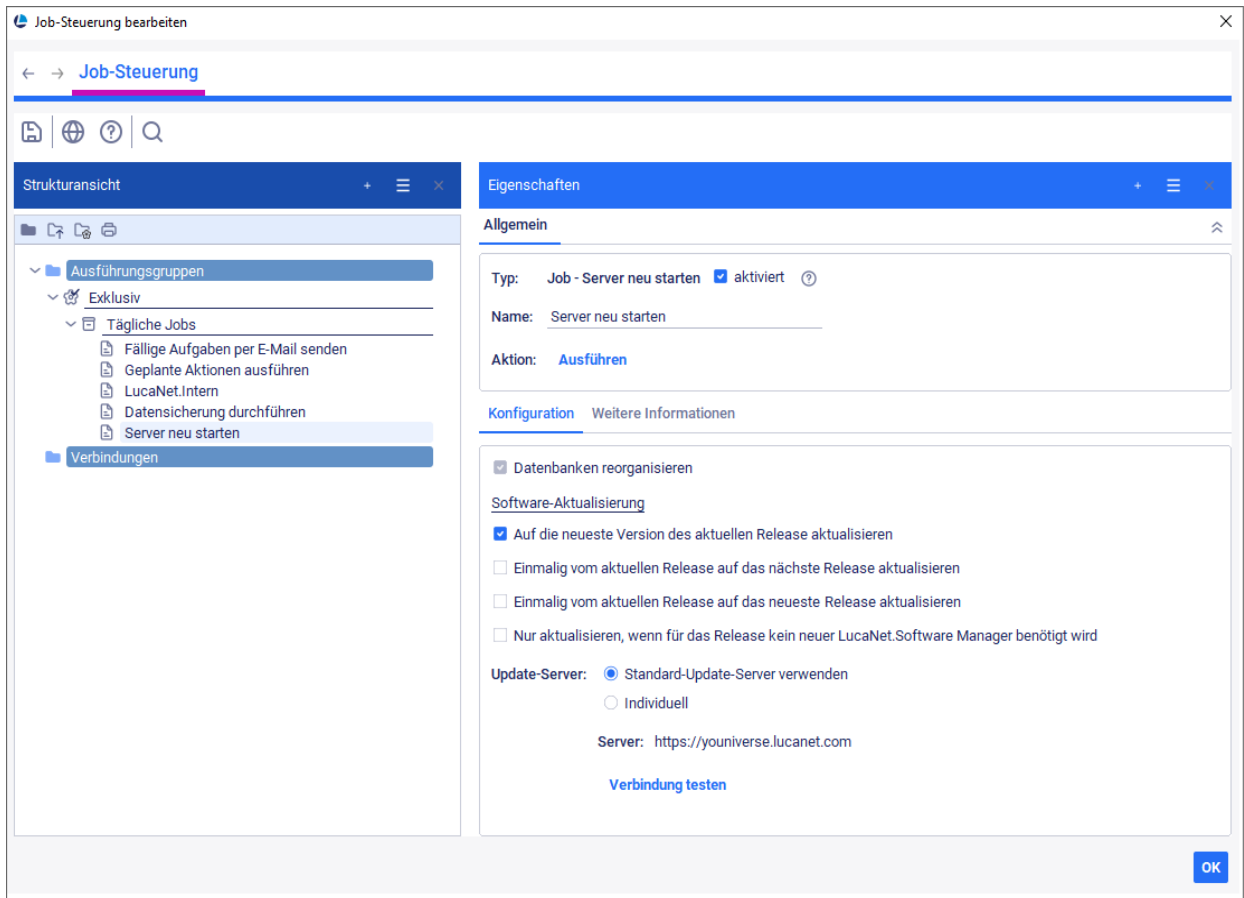 Job-Steuerung bearbeiten
Job-Steuerung
Strukturansicht
Ausführungsgruppen
Exklusiv
Tägliche Jobs
Fällige Aufgaben per E-Mail senden
Geplante Aktionen ausführen
LucaNet.Intern
Datensicherung durchführen
Server neu starten
Verbindungen
Eigenschaften
Allgemein
Typ: Job - Server neu starten aktiviert
Name: Server neu starten
Aktion: Ausführen
Konfiguration Weitere Informationen
Datenbanken reorganisieren
Software-Aktualisierung
Auf die neueste Version des aktuellen Release aktualisieren
Einmalig vom aktuellen Release auf das nächste Release aktualisieren
Einmalig vom aktuellen Release auf das neueste Release aktualisieren
Nur aktualisieren, wenn für das Release kein neuer LucaNet.Software Manager benötigt wird
Update-Server: Standard-Update-Server verwenden
Individuell
Server: https://youniverse.lucanet.com
Verbindung testen
OK